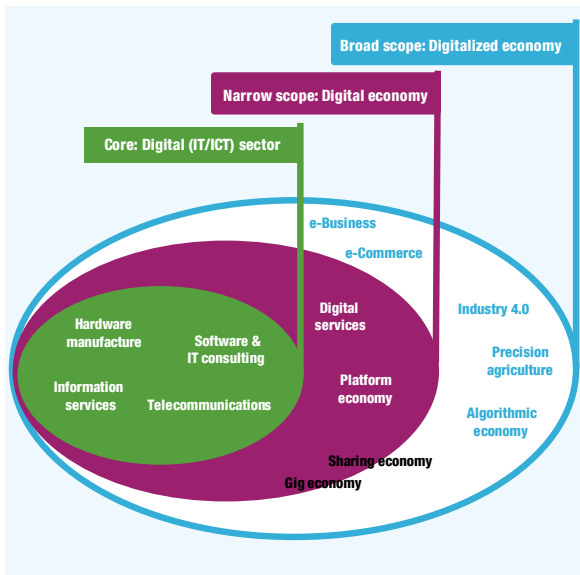 Broad scope: Digitalized economy
Narrow scope: Digital economy
Core: Digital (IT/ICT) sector
e-Business
e-Commerce
Digital
services
Industry 4.0
Hardware
manufacture
Software &
IT consulting
Precision
agriculture
Platform
economy
Information
services
Telecommunications
Algorithmic
economy
Sharing economy
Gig economy